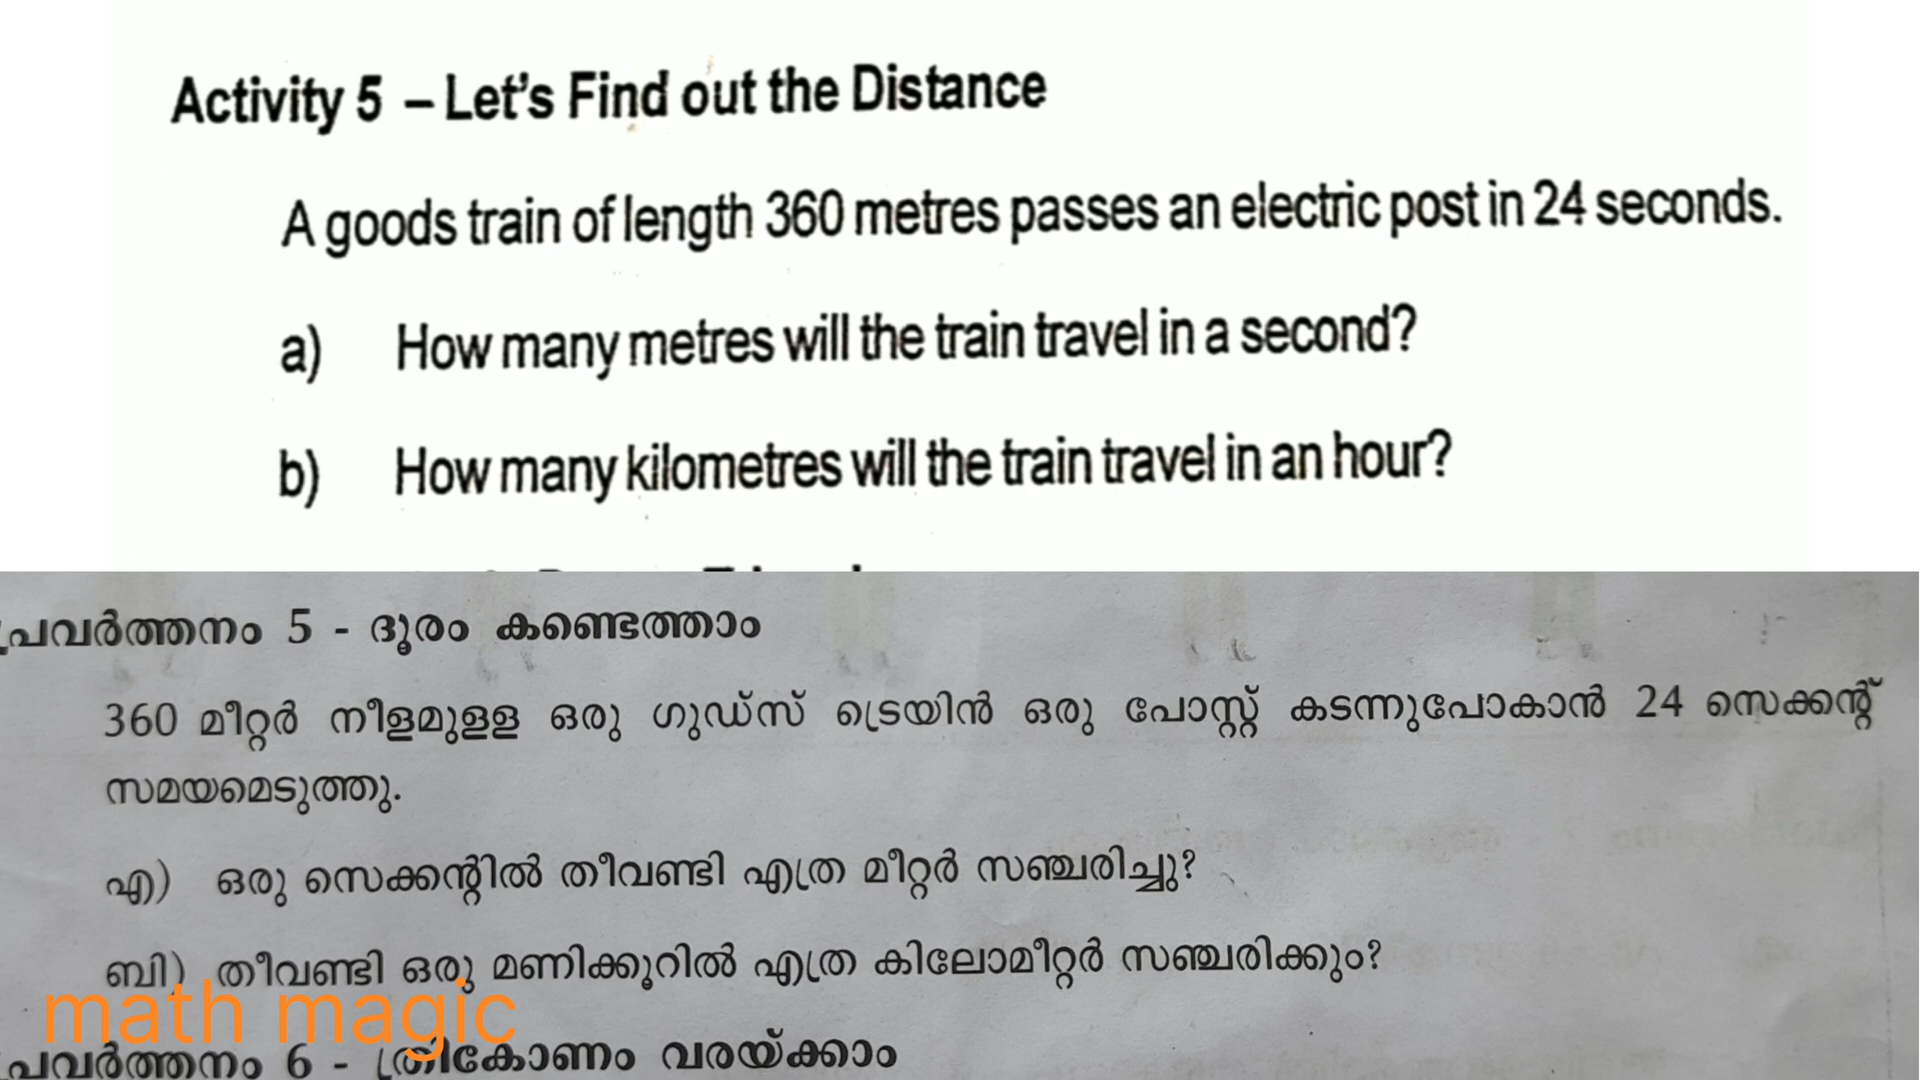 Activity 5 – Let's Find out the Distance
A goods train of length 360 metres passes an electric post in 24 seconds.
a) How many metres will the train travel in a second?
b) How many kilometres will the train travel in an hour?
പ്രവർത്തനം 5 - ദൂരം കണ്ടെത്താം
360 മീറ്റർ നീളമുളള ഒരു ഗുഡ്സ് ട്രെയിൻ ഒരു പോസ്റ്റ് കടന്നുപോകാൻ 24 സെക്കന്റ്
സമയമെടുത്തു.
എ) ഒരു സെക്കന്റിൽ തീവണ്ടി എത്ര മീറ്റർ സഞ്ചരിച്ചു?
ബി) തീവണ്ടി ഒരു മണിക്കൂറിൽ എത്ര കിലോമീറ്റർ സഞ്ചരിക്കും?
math magic
പ്രവർത്തനം 6 - ത്രികോണം വരയ്ക്കാം